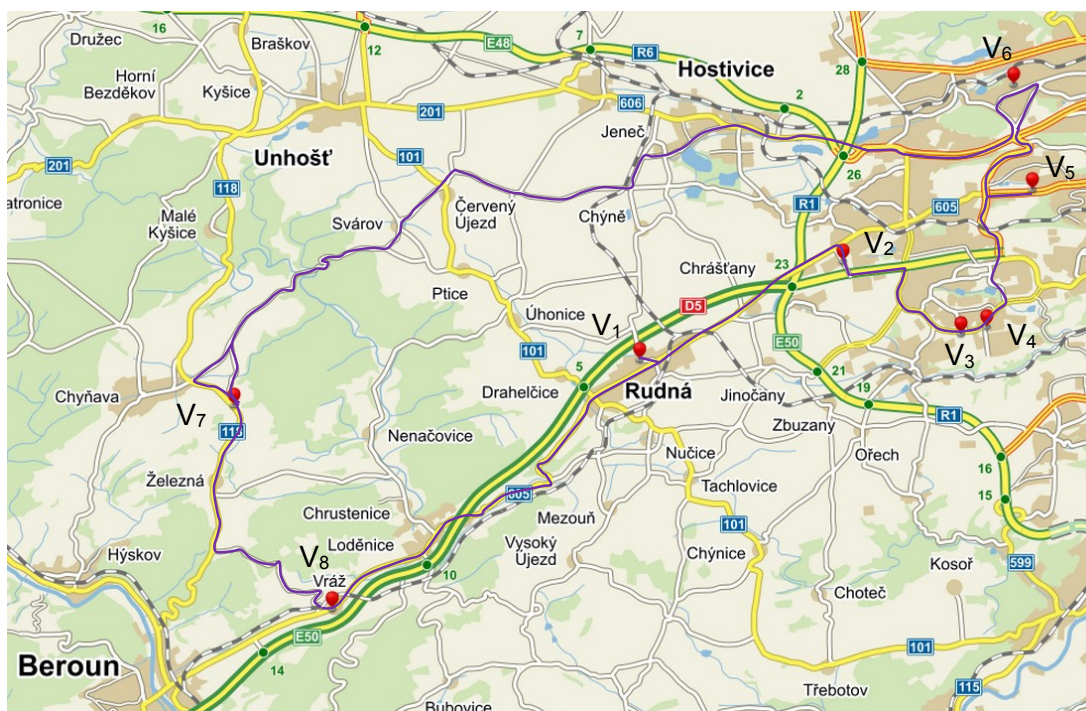 16
Družec
Braškov
12
E48
7
R6
Hostivice
V6
28
Horní
Bezděkov
Kyšice
201
606
2
Jeneč
Unhošť
101
26
V5
201
118
atronice
Malé
Kyšice
Svárov
Červený
Újezd
Chýně
R1
605
V2
23
Chrášťany
Ptice
D5
Úhonice
V1
E50
V3
V4
101
5
Drahelčice
Rudná
21
Jinočany
19
Chyňava
V7
Zbuzany
R1
118
Nenačovice
Nučice
Ořech
16
Železná
Tachlovice
605
15
Chrustenice
Mezouň
101
Hýskov
Loděnice
Vysoký
Újezd
Chýnice
V8
Vráž
10
Kosoř
599
Choteč
E50
Beroun
14
101
Třebotov
115
Bubovice